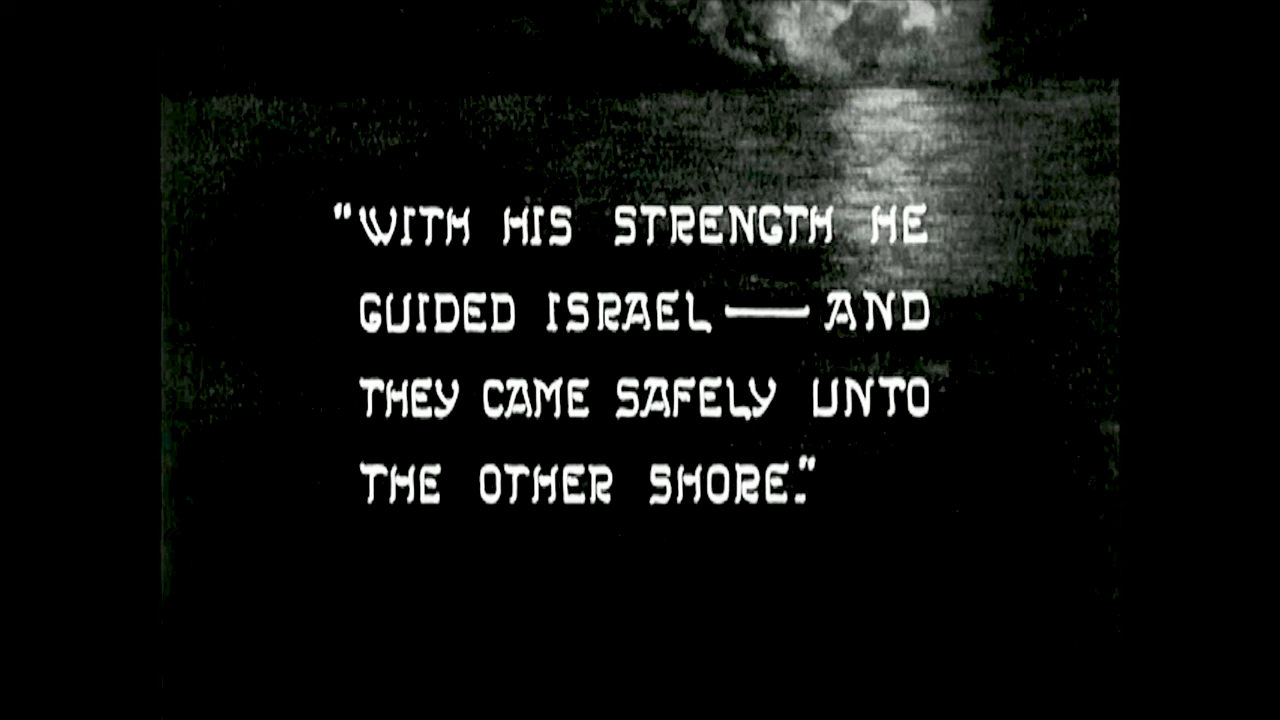 "WITH HIS STRENGTH HE
GUIDED ISRAEL — AND
THEY CAME SAFELY UNTO
THE OTHER SHORE."